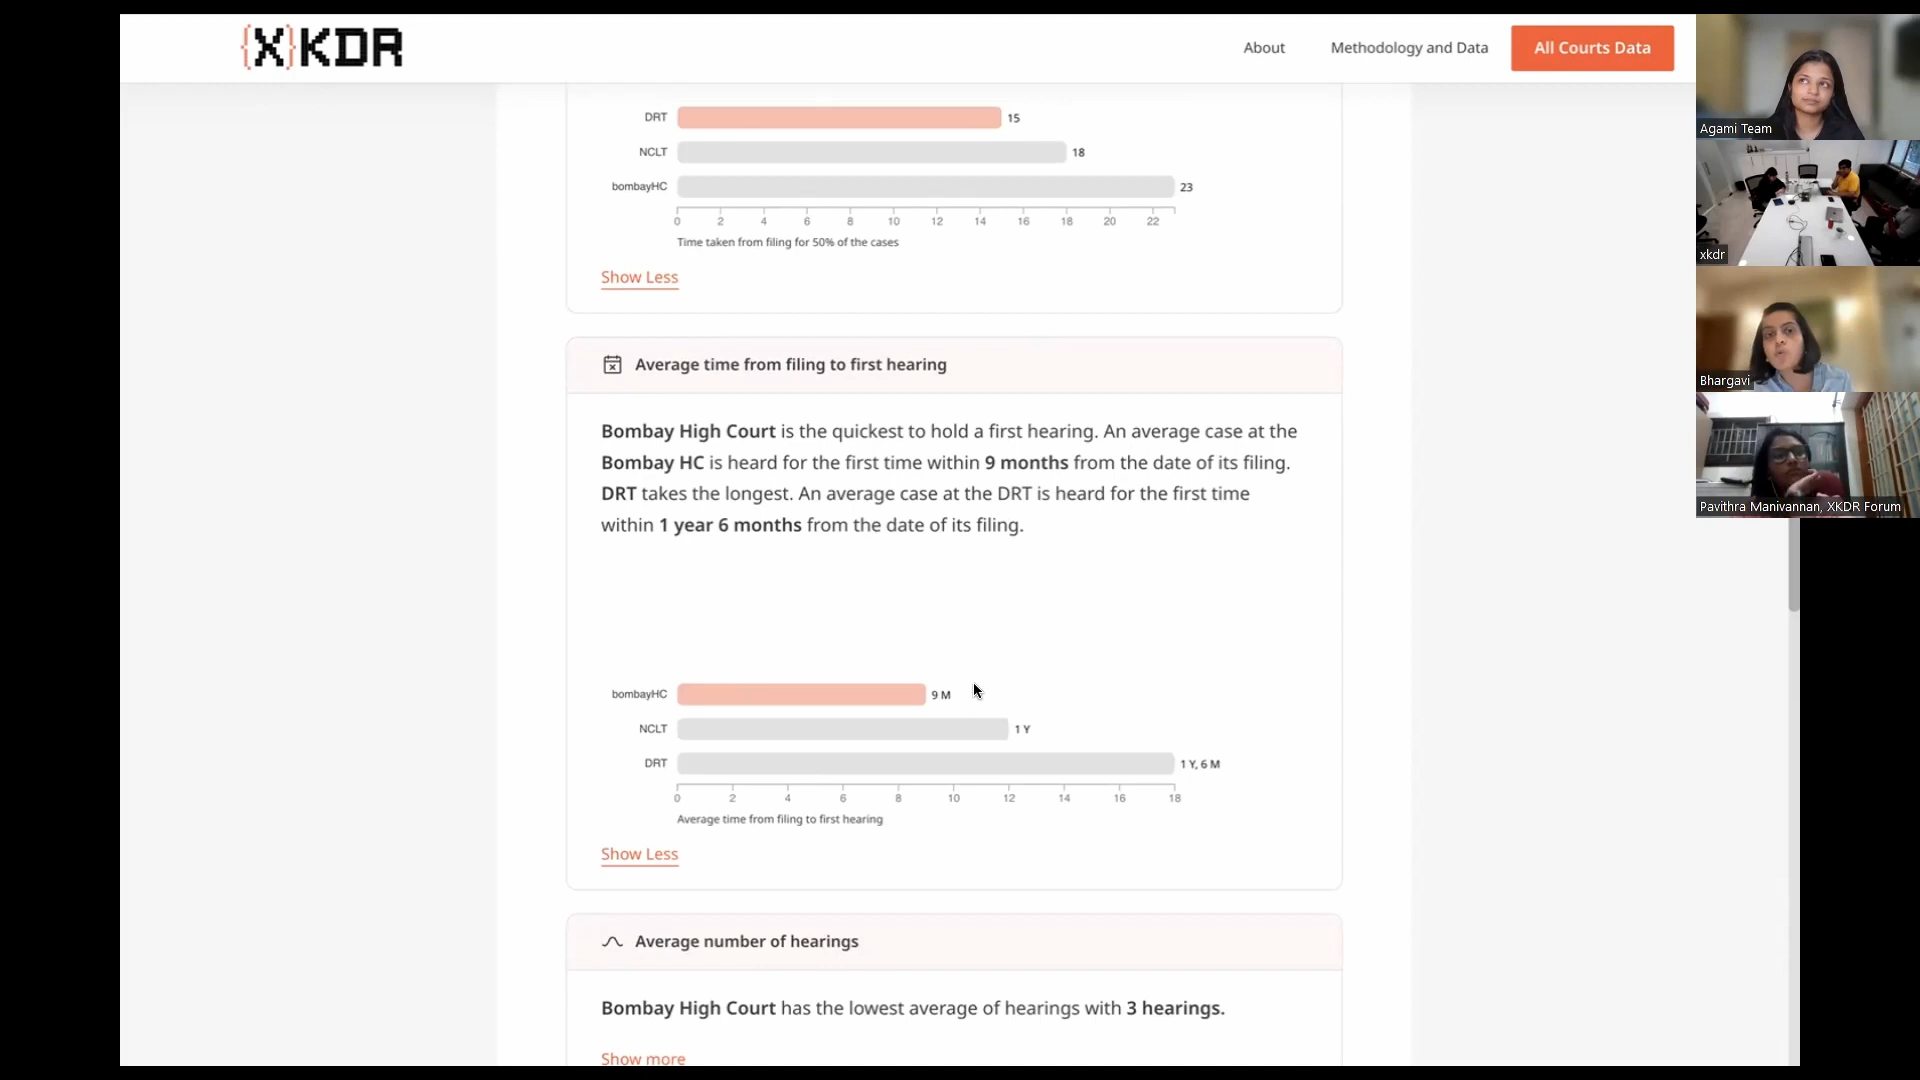 {X}KDR
About
Methodology and Data
All Courts Data
DRT
15
NCLT
18
bombayHC
23
0 2 4 6 8 10 12 14 16 18 20 22
Time taken from filing for 50% of the cases
Show Less
Average time from filing to first hearing
Bombay High Court is the quickest to hold a first hearing. An average case at the
Bombay HC is heard for the first time within 9 months from the date of its filing.
DRT takes the longest. An average case at the DRT is heard for the first time
within 1 year 6 months from the date of its filing.
bombayHC
9 M
NCLT
1 Y
DRT
1 Y, 6 M
0 2 4 6 8 10 12 14 16 18
Average time from filing to first hearing
Show Less
Average number of hearings
Bombay High Court has the lowest average of hearings with 3 hearings.
Show more
Agami Team
xkdr
Bhargavi
Pavithra Manivannan, XKDR Forum